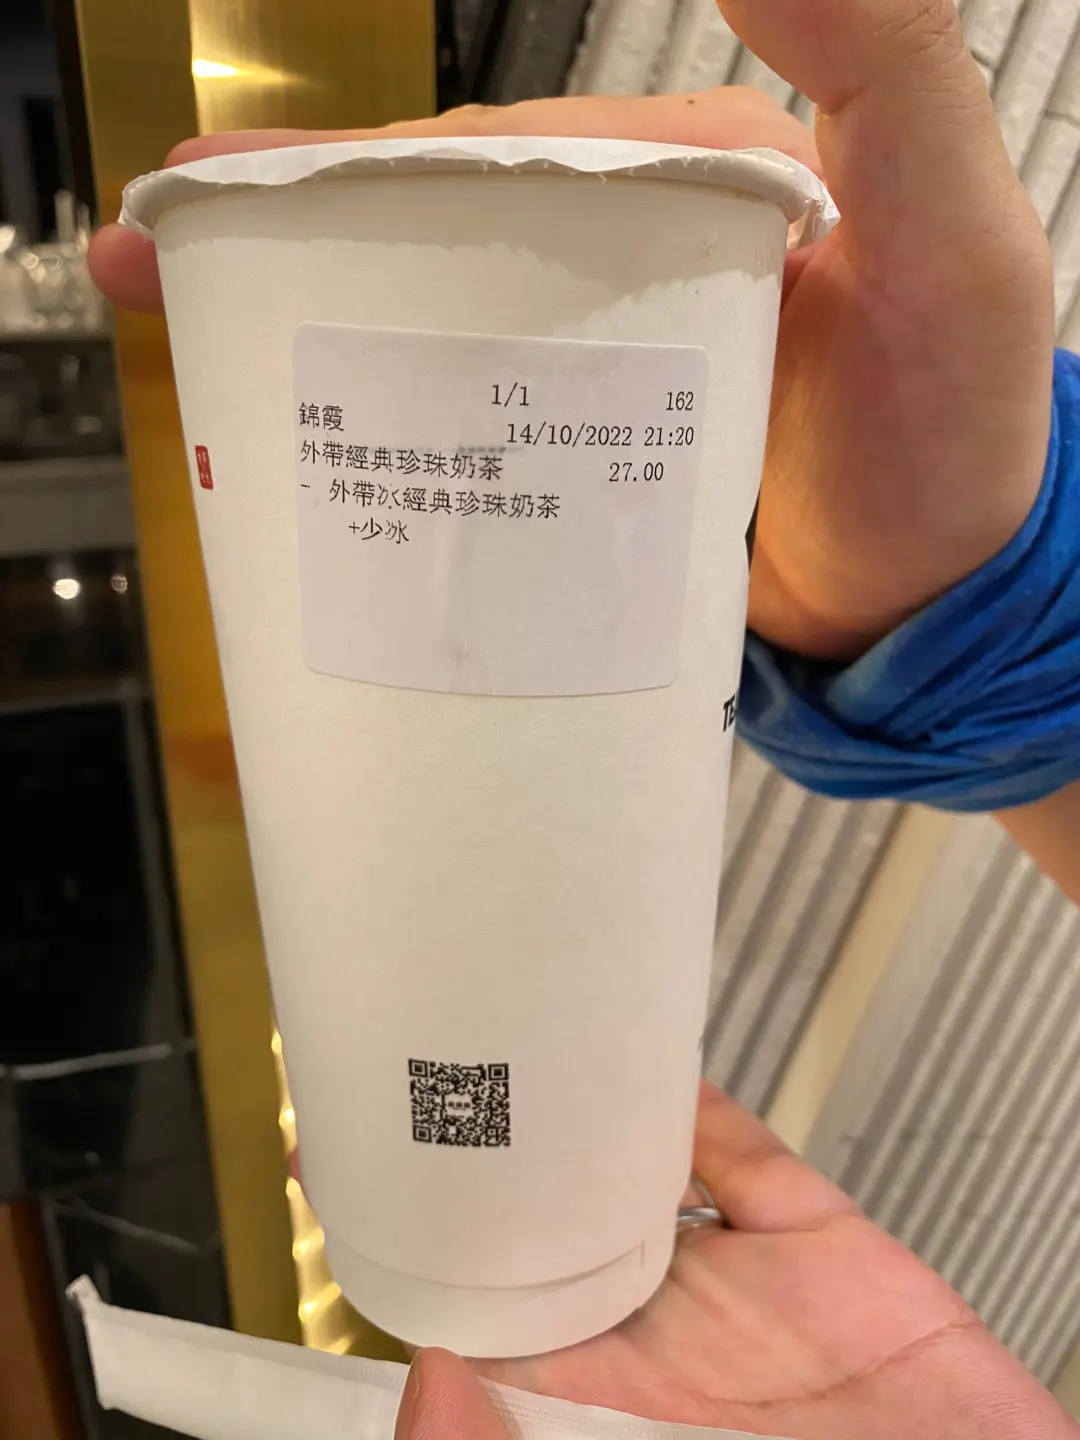 1/1 162
錦霞 14/10/2022 21:20
外帶經典珍珠奶茶 27.00
- 外帶冰經典珍珠奶茶
+少冰